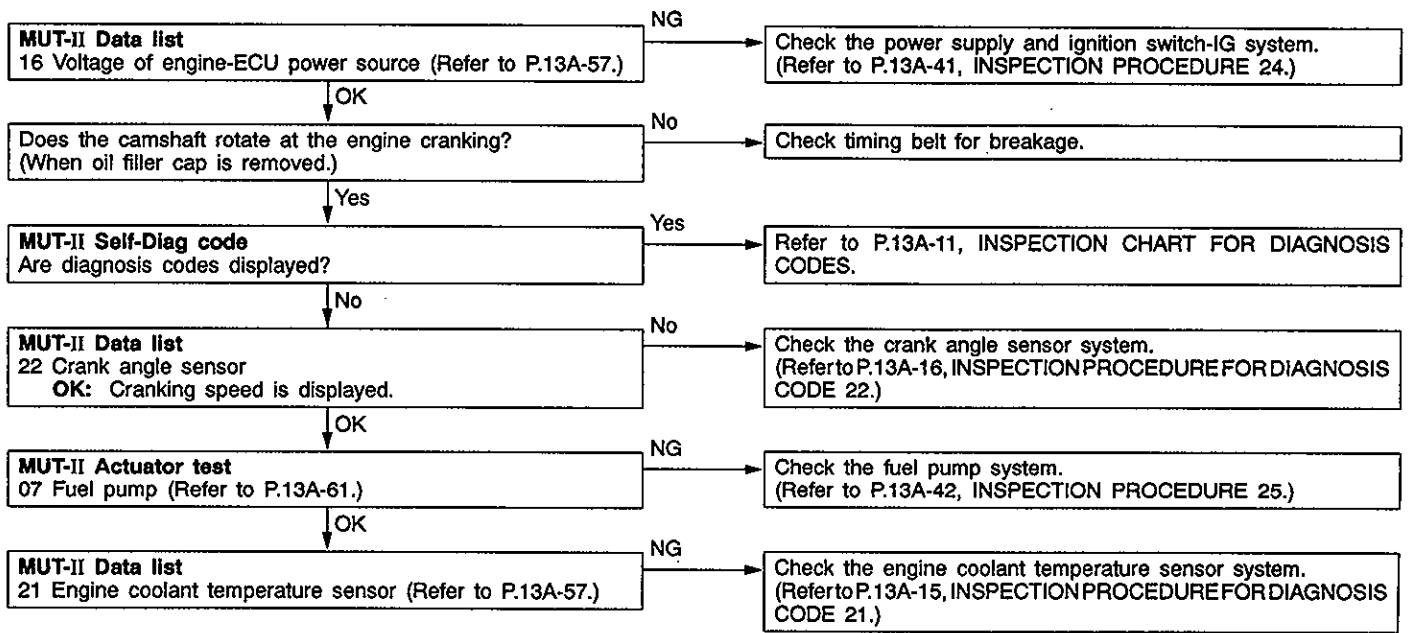 MUT-II Data list
16 Voltage of engine-ECU power source (Refer to P.13A-57.)
NG
Check the power supply and ignition switch-IG system.
(Refer to P.13A-41, INSPECTION PROCEDURE 24.)
OK
Does the camshaft rotate at the engine cranking?
(When oil filler cap is removed.)
No
Check timing belt for breakage.
Yes
MUT-II Self-Diag code
Are diagnosis codes displayed?
Yes
Refer to P.13A-11, INSPECTION CHART FOR DIAGNOSIS
CODES.
No
MUT-II Data list
22 Crank angle sensor
OK: Cranking speed is displayed.
No
Check the crank angle sensor system.
(Refer to P.13A-16, INSPECTION PROCEDURE FOR DIAGNOSIS
CODE 22.)
OK
MUT-II Actuator test
07 Fuel pump (Refer to P.13A-61.)
NG
Check the fuel pump system.
(Refer to P.13A-42, INSPECTION PROCEDURE 25.)
OK
MUT-II Data list
21 Engine coolant temperature sensor (Refer to P.13A-57.)
NG
Check the engine coolant temperature sensor system.
(Refer to P.13A-15, INSPECTION PROCEDURE FOR DIAGNOSIS
CODE 21.)